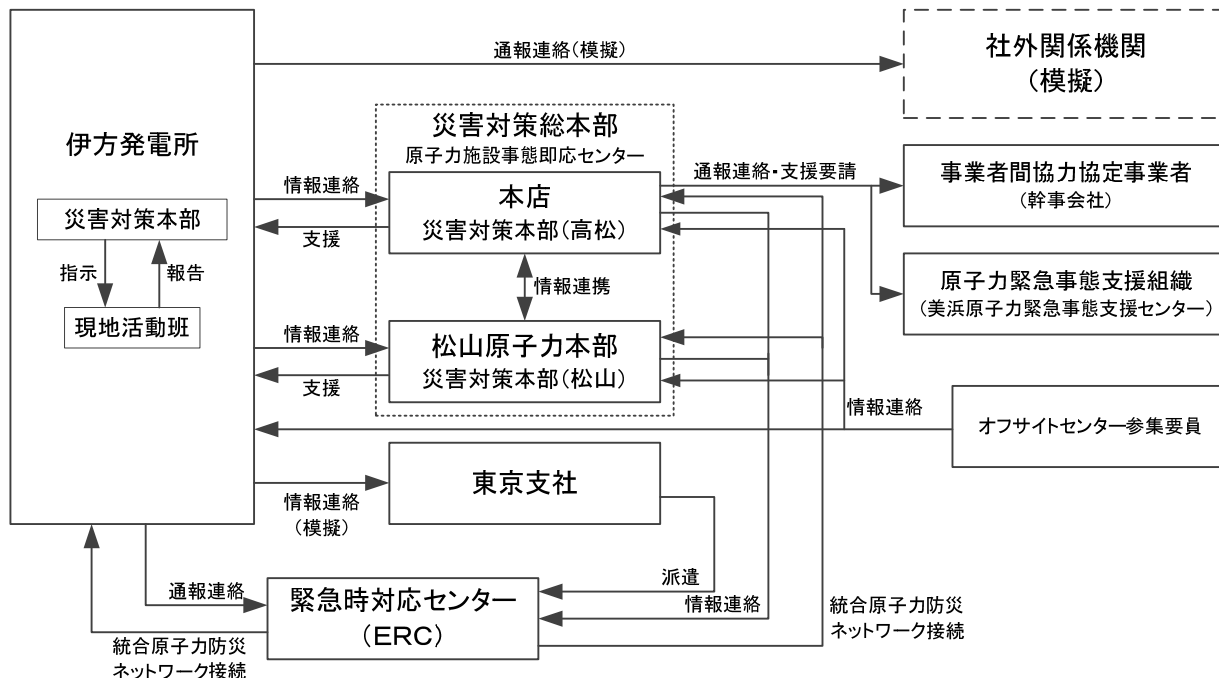 通報連絡(模擬)
社外関係機関
(模擬)
伊方発電所
災害対策総本部
原子力施設事態即応センター
情報連絡
本店
災害対策本部(高松)
通報連絡・支援要請
事業者間協力協定事業者
(幹事会社)
災害対策本部
支援
指示
報告
情報連携
原子力緊急事態支援組織
(美浜原子力緊急事態支援センター)
現地活動班
情報連絡
松山原子力本部
災害対策本部(松山)
支援
情報連絡
オフサイトセンター参集要員
東京支社
情報連絡
(模擬)
通報連絡
緊急時対応センター
(ERC)
派遣
情報連絡
統合原子力防災
ネットワーク接続
統合原子力防災
ネットワーク接続